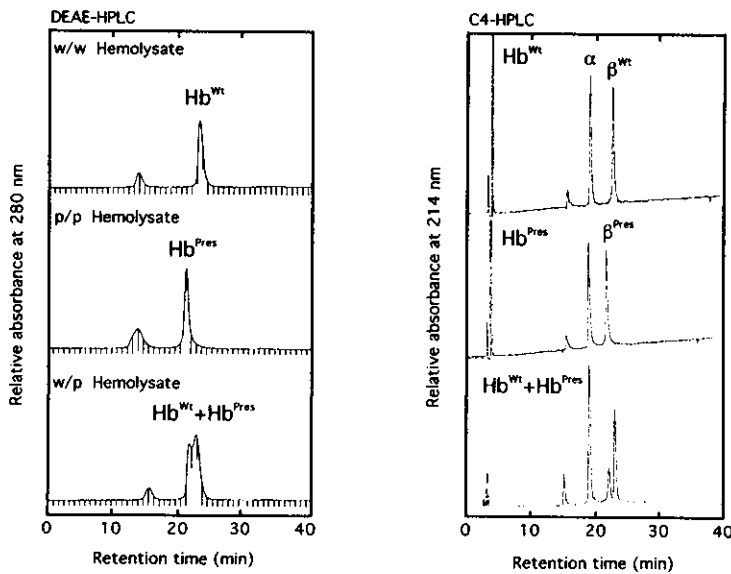 DEAE-HPLC
w/w Hemolysate
Hb^Wt
p/p Hemolysate
Hb^Pres
w/p Hemolysate
Hb^Wt+Hb^Pres
Relative absorbance at 280 nm
0 10 20 30 40
Retention time (min)
C4-HPLC
Hb^Wt
α
β^Wt
Hb^Pres
β^Pres
Hb^Wt+Hb^Pres
Relative absorbance at 214 nm
0 10 20 30 40
Retention time (min)